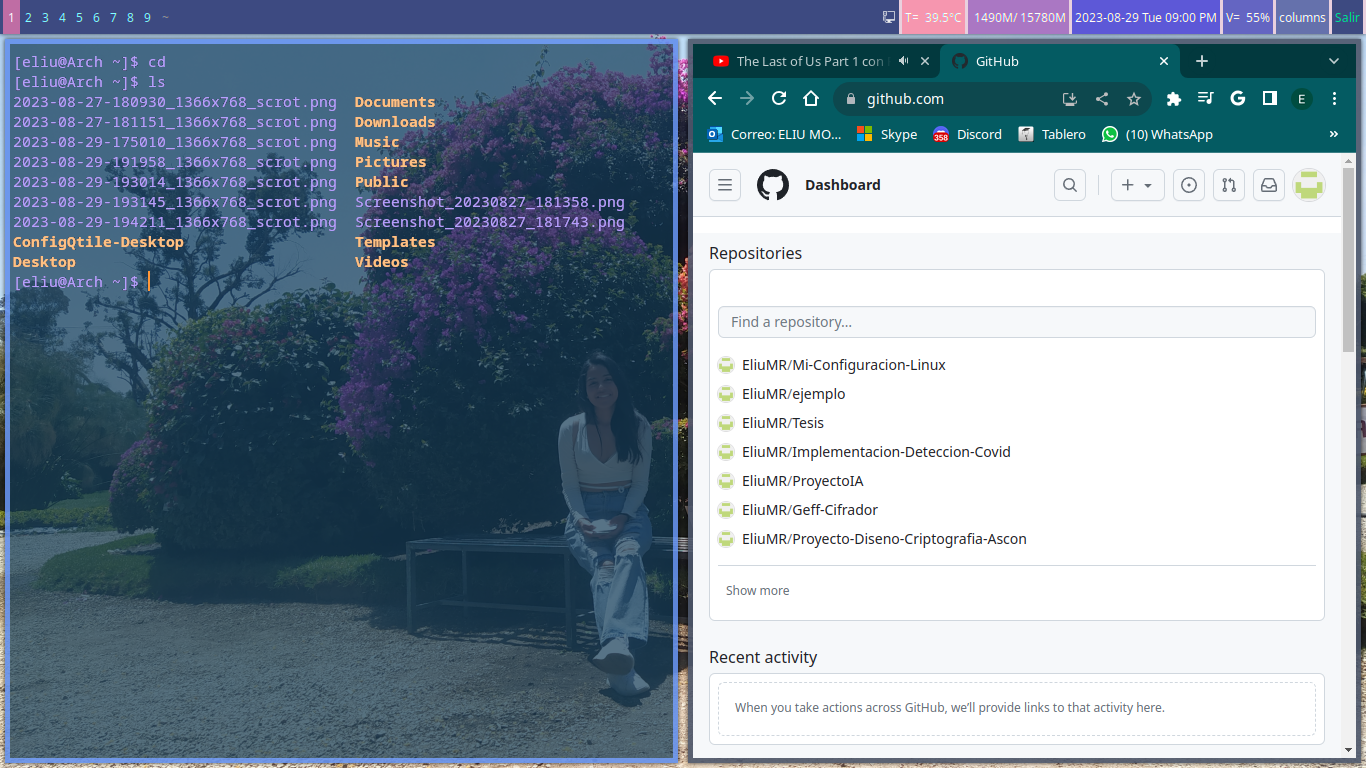 1 2 3 4 5 6 7 8 9 ~ T= 39.5°C 1490M/ 15780M 2023-08-29 Tue 09:00 PM V= 55% columns Salir
[eliu@Arch ~]$ cd
[eliu@Arch ~]$ ls
2023-08-27-180930_1366x768_scrot.png Documents
2023-08-27-181151_1366x768_scrot.png Downloads
2023-08-29-175010_1366x768_scrot.png Music
2023-08-29-191958_1366x768_scrot.png Pictures
2023-08-29-193014_1366x768_scrot.png Public
2023-08-29-193145_1366x768_scrot.png Screenshot_20230827_181358.png
2023-08-29-194211_1366x768_scrot.png Screenshot_20230827_181743.png
ConfigQtile-Desktop Templates
Desktop Videos
[eliu@Arch ~]$
The Last of Us Part 1 con GitHub
github.com E
Correo: ELIU MO... Skype 358 Discord Tablero (10) WhatsApp »
Dashboard
Repositories
Find a repository...
EliuMR/Mi-Configuracion-Linux
EliuMR/ejemplo
EliuMR/Tesis
EliuMR/Implementacion-Deteccion-Covid
EliuMR/ProyectoIA
EliuMR/Geff-Cifrador
EliuMR/Proyecto-Diseno-Criptografia-Ascon
Show more
Recent activity
When you take actions across GitHub, we’ll provide links to that activity here.